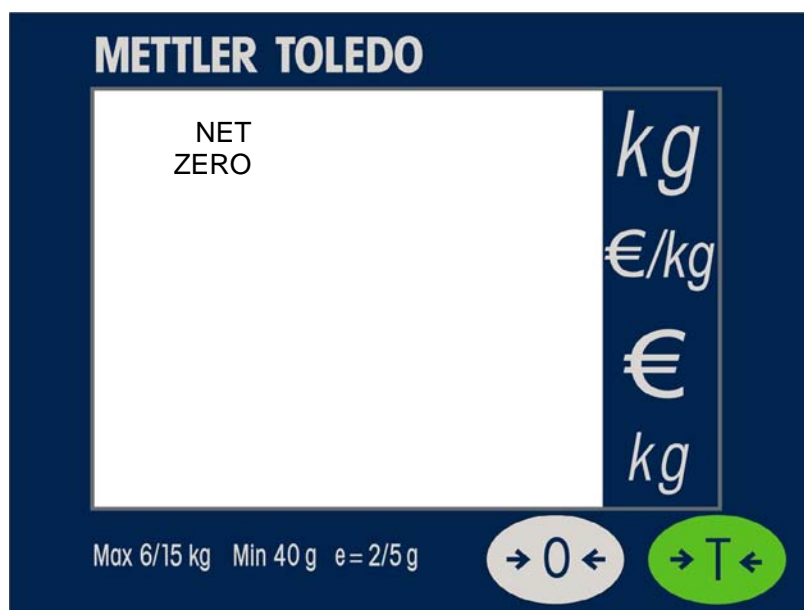 METTLER TOLEDO
NET
ZERO
kg
€/kg
€
kg
Max 6/15 kg Min 40 g e = 2/5 g
→0←
→T←